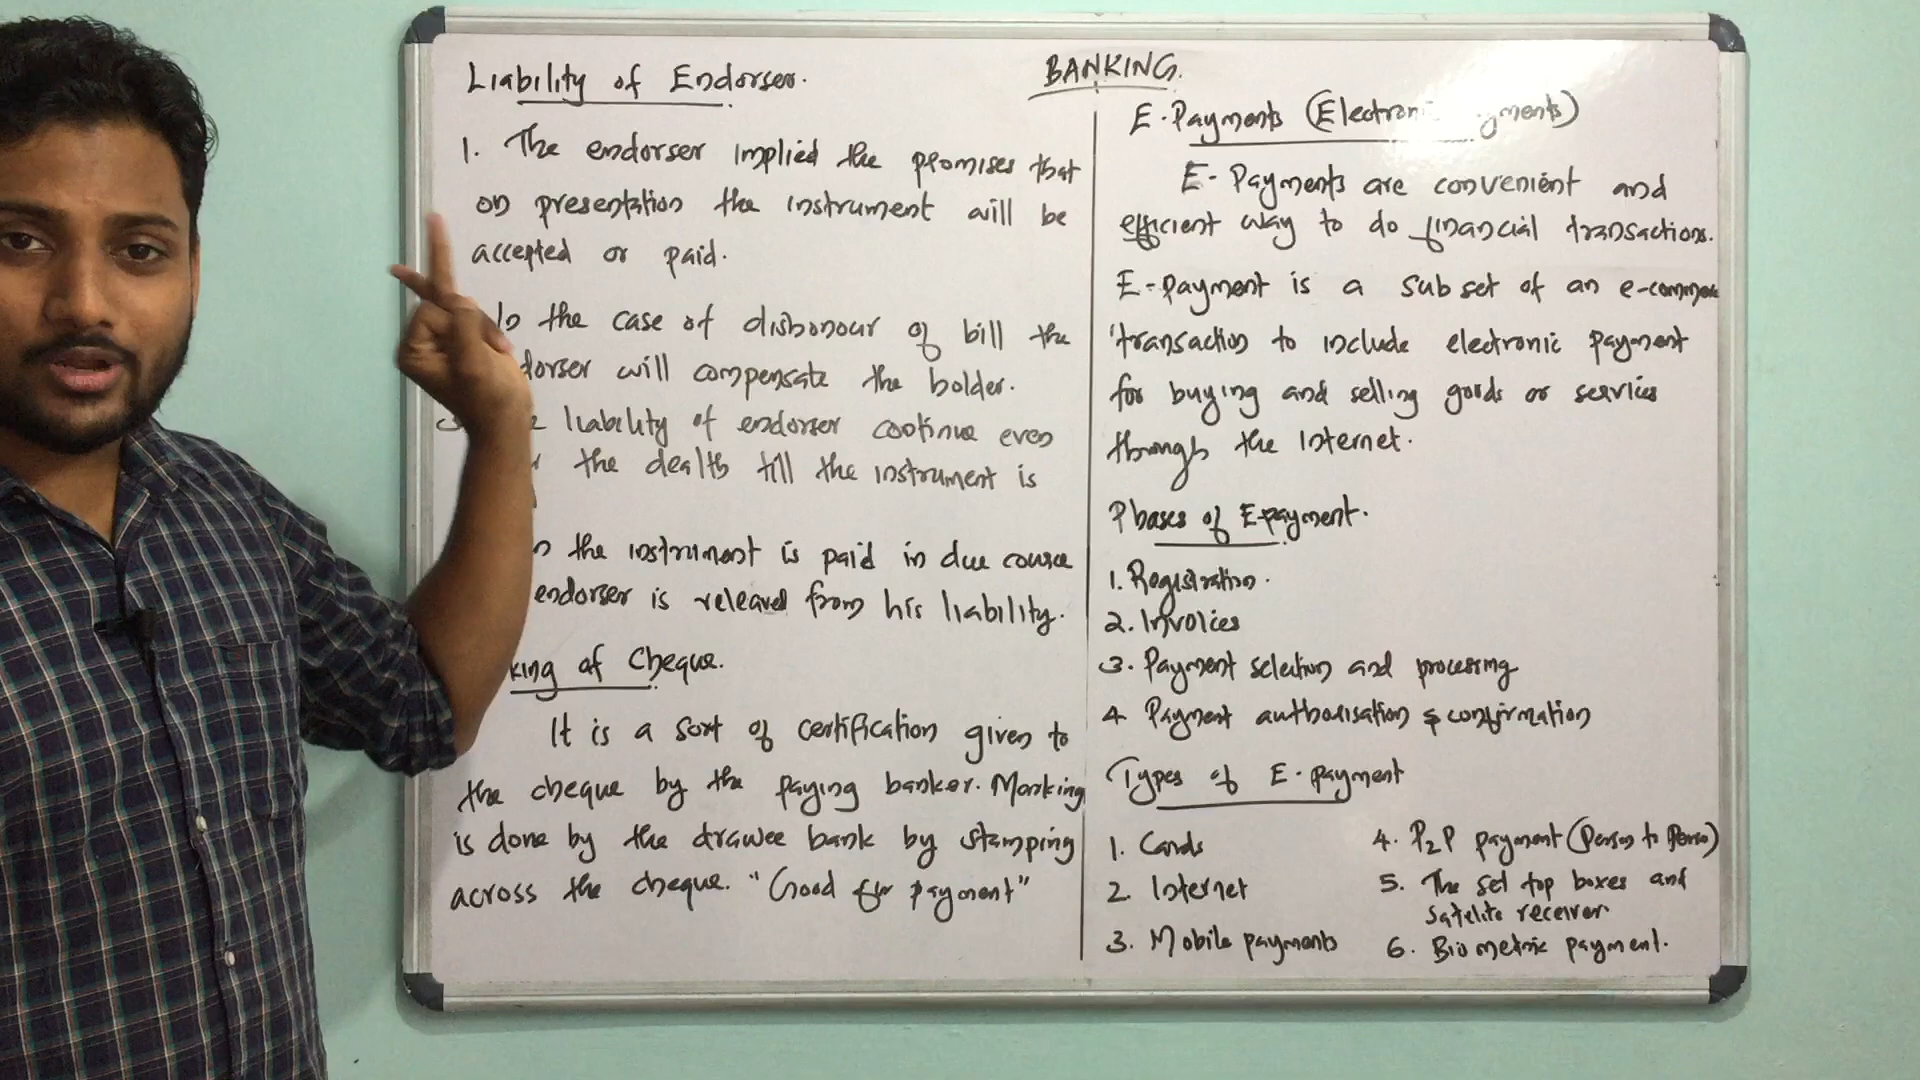 BANKING.
Liability of Endorser.
1. The endorser implied the promises that
on presentation the instrument will be
accepted or paid.
In the case of dishonour of bill the
dorser will compensate the holder.
liability of endorser continue even
the dealth till the instrument is
the instrument is paid in due course
endorser is released from his liability.
king of Cheque.
It is a sort of certification given to
the cheque by the paying banker. Marking
is done by the drawee bank by stamping
across the cheque. "Good for payment"
E-Payments (Electron yments)
E-Payments are convenient and
efficient way to do financial transactions.
E-payment is a subset of an e-commerce
transaction to include electronic payment
for buying and selling goods or services
through the Internet.
Phases of E-payment.
1. Registration.
2. Invoices
3. Payment selection and processing
4 Payment authorisation & confirmation
Types of E-payment
1. Cards
2. Internet
3. Mobile payments
4. P2P payment (Person to Person)
5. The set top boxes and
Satelite receiver.
6. Biometric payment.